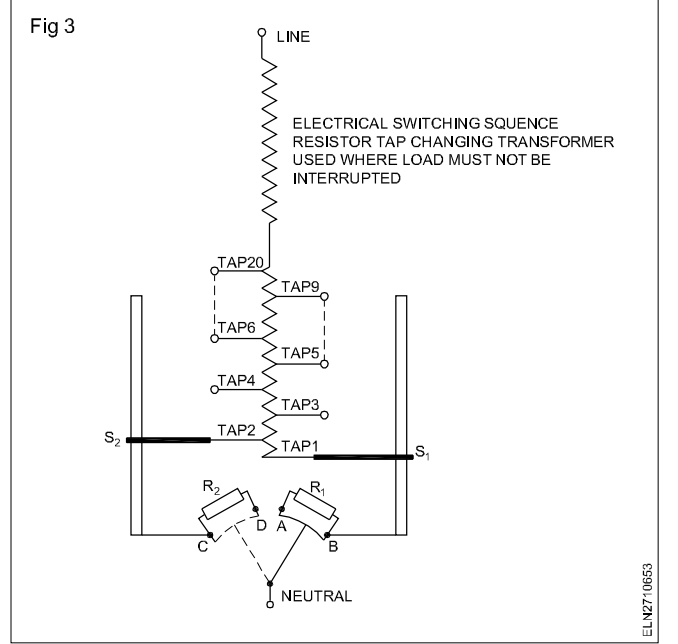 Fig 3
LINE
ELECTRICAL SWITCHING SQUENCE
RESISTOR TAP CHANGING TRANSFORMER
USED WHERE LOAD MUST NOT BE
INTERRUPTED
TAP20
TAP9
TAP6
TAP5
TAP4
TAP3
TAP2
TAP1
S2
S1
R2
R1
D
A
C
B
NEUTRAL
ELN2710653